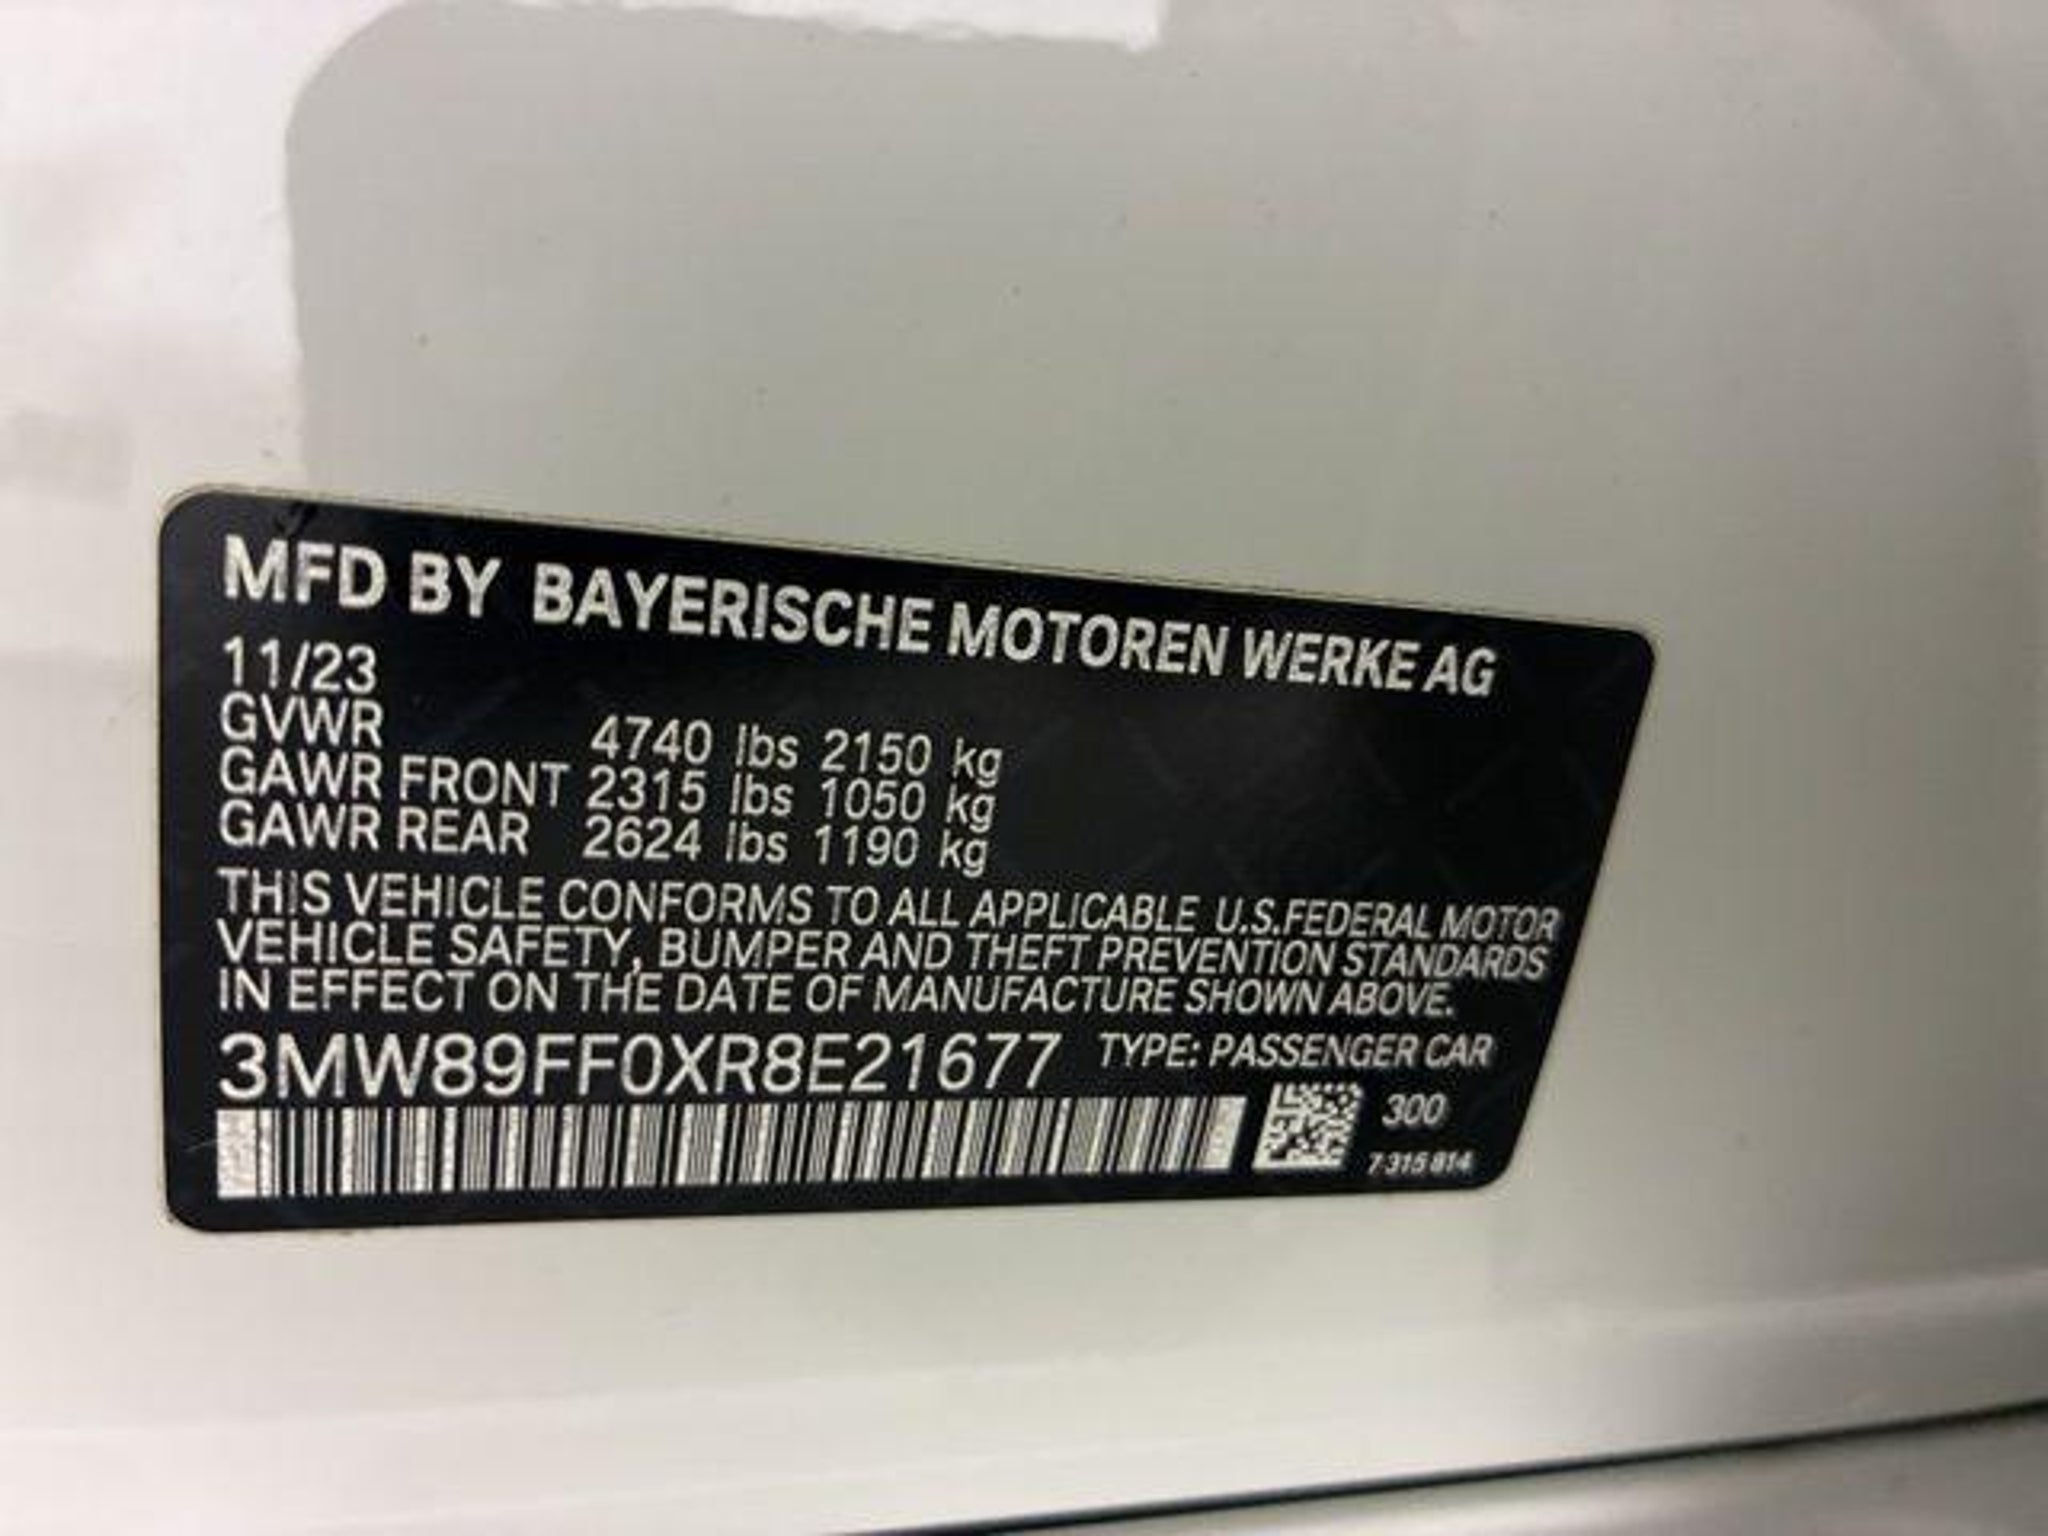 MFD BY BAYERISCHE MOTOREN WERKE AG
11/23
GVWR 4740 lbs 2150 kg
GAWR FRONT 2315 lbs 1050 kg
GAWR REAR 2624 lbs 1190 kg
THIS VEHICLE CONFORMS TO ALL APPLICABLE U.S.FEDERAL MOTOR
VEHICLE SAFETY, BUMPER AND THEFT PREVENTION STANDARDS
IN EFFECT ON THE DATE OF MANUFACTURE SHOWN ABOVE.
3MW89FF0XR8E21677 TYPE: PASSENGER CAR
300
7 315 814